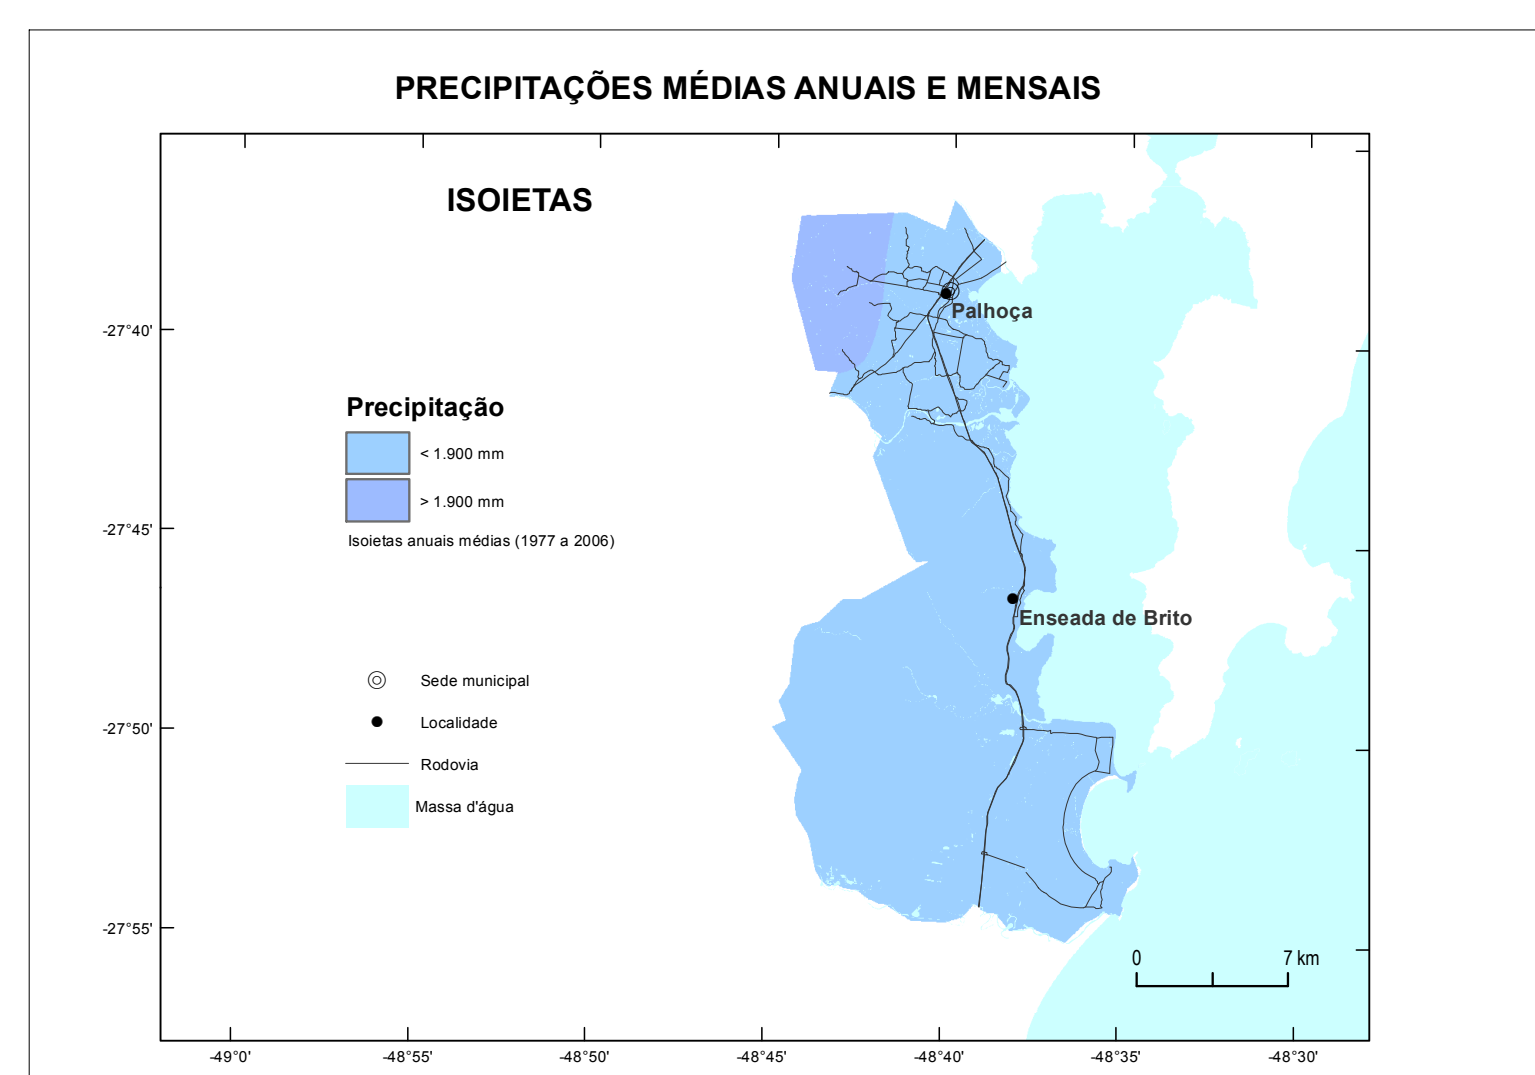 PRECIPITAÇÕES MÉDIAS ANUAIS E MENSAIS
ISOIETAS
Palhoça
-27°40'
Precipitação
< 1.900 mm
> 1.900 mm
Isoietas anuais médias (1977 a 2006)
-27°45'
Enseada de Brito
Sede municipal
Localidade
-27°50'
Rodovia
Massa d'água
-27°55'
0 7 km
-49°0' -48°55' -48°50' -48°45' -48°40' -48°35' -48°30'